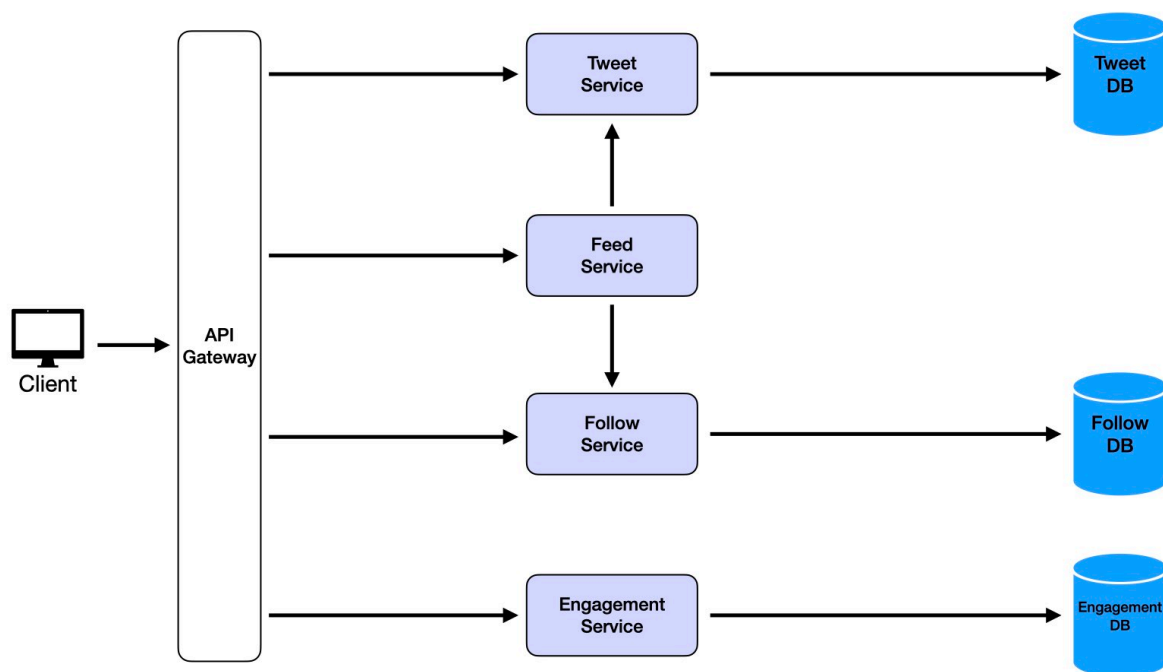 Tweet
Service
Tweet
DB
Feed
Service
API
Gateway
Client
Follow
Service
Follow
DB
Engagement
Service
Engagement
DB